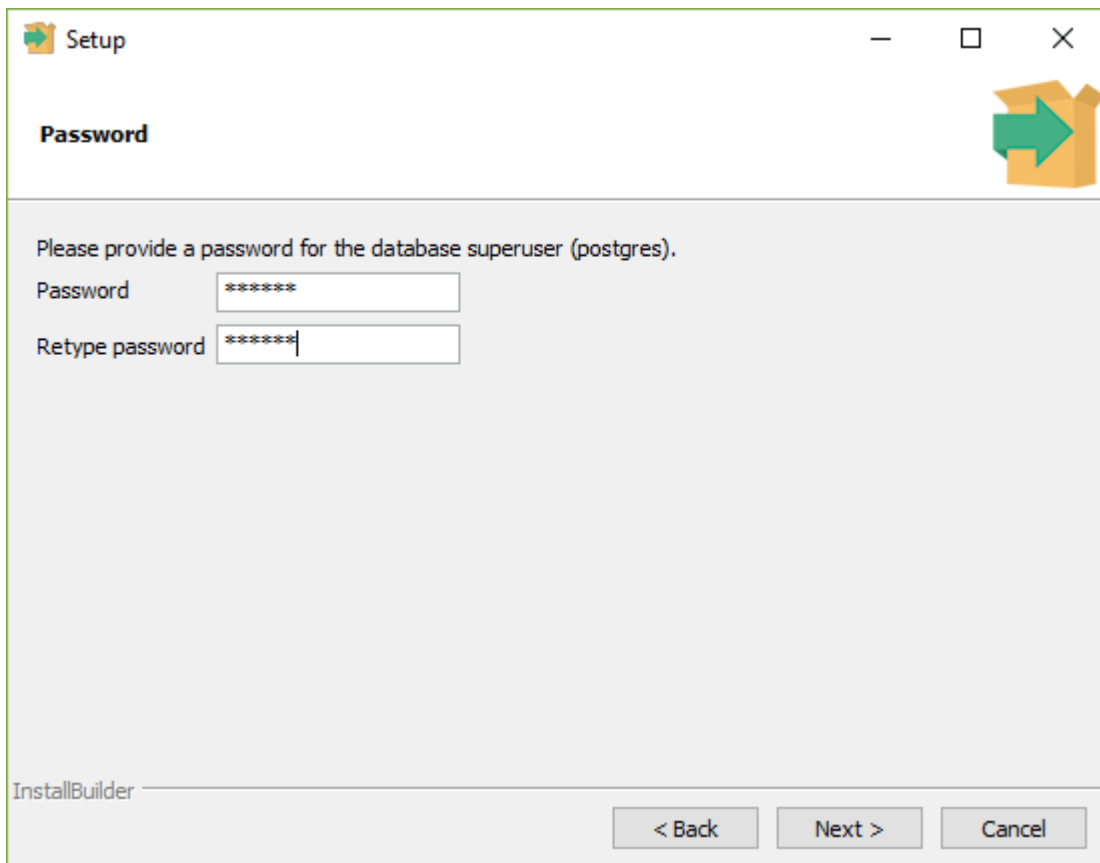 Setup
Password
Please provide a password for the database superuser (postgres).
Password ******
Retype password ******
InstallBuilder
< Back Next > Cancel